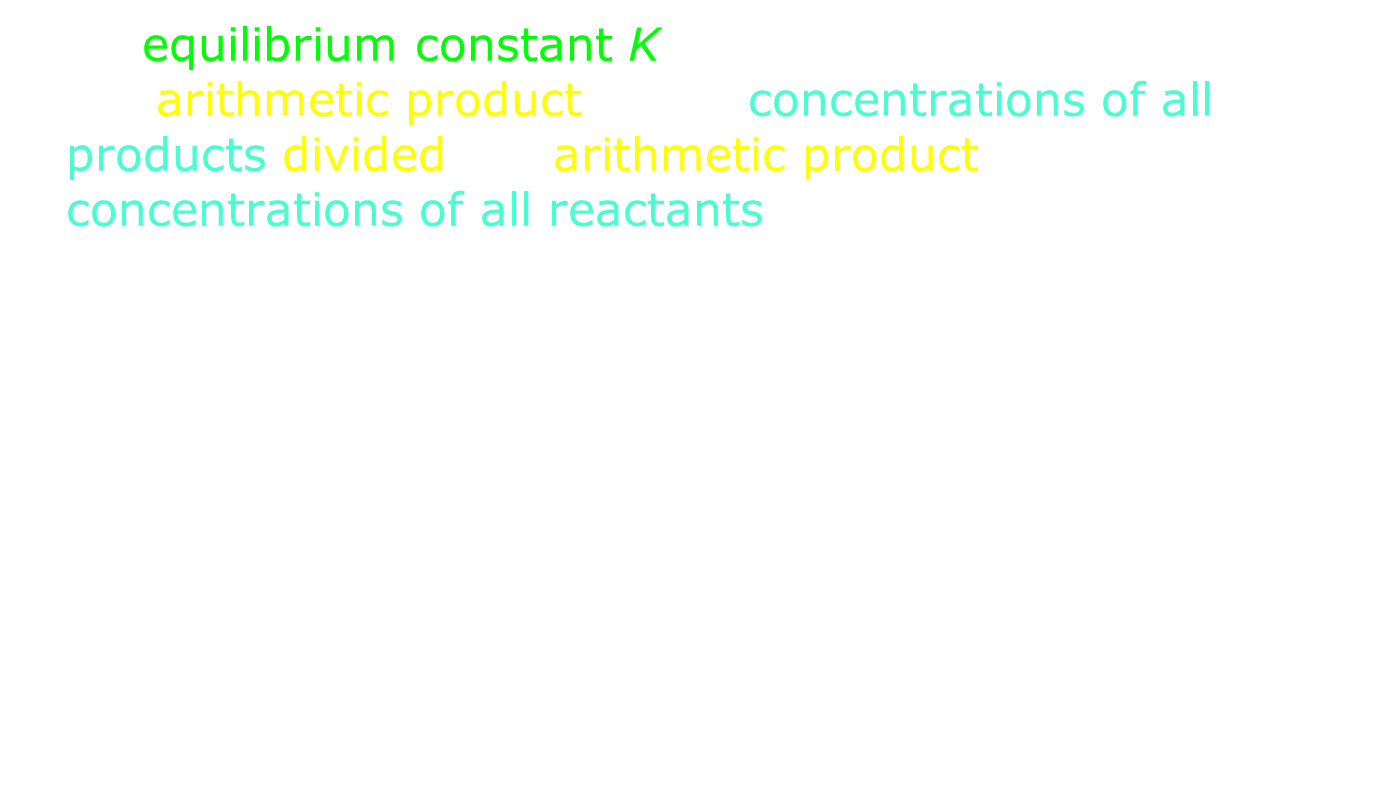 equilibrium constant K
arithmetic product concentrations of all
products divided arithmetic product
concentrations of all reactants